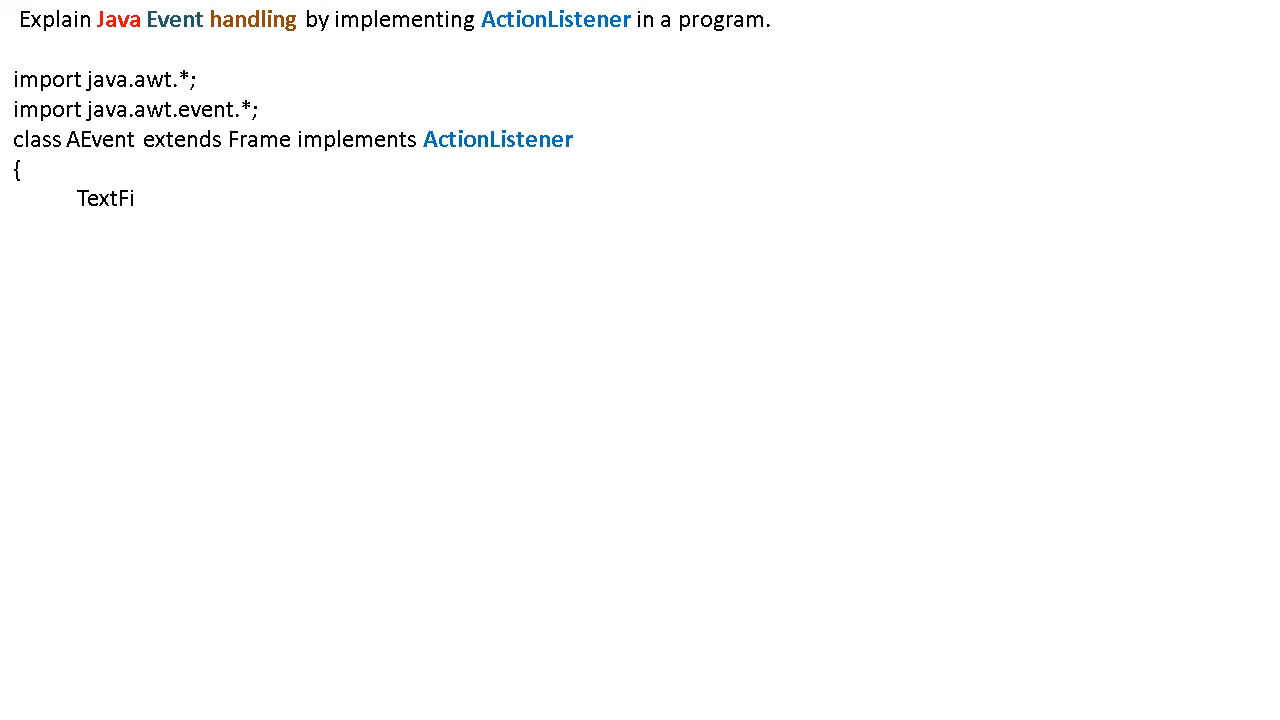 Explain Java Event handling by implementing ActionListener in a program.
import java.awt.*;
import java.awt.event.*;
class AEvent extends Frame implements ActionListener
{
TextFi